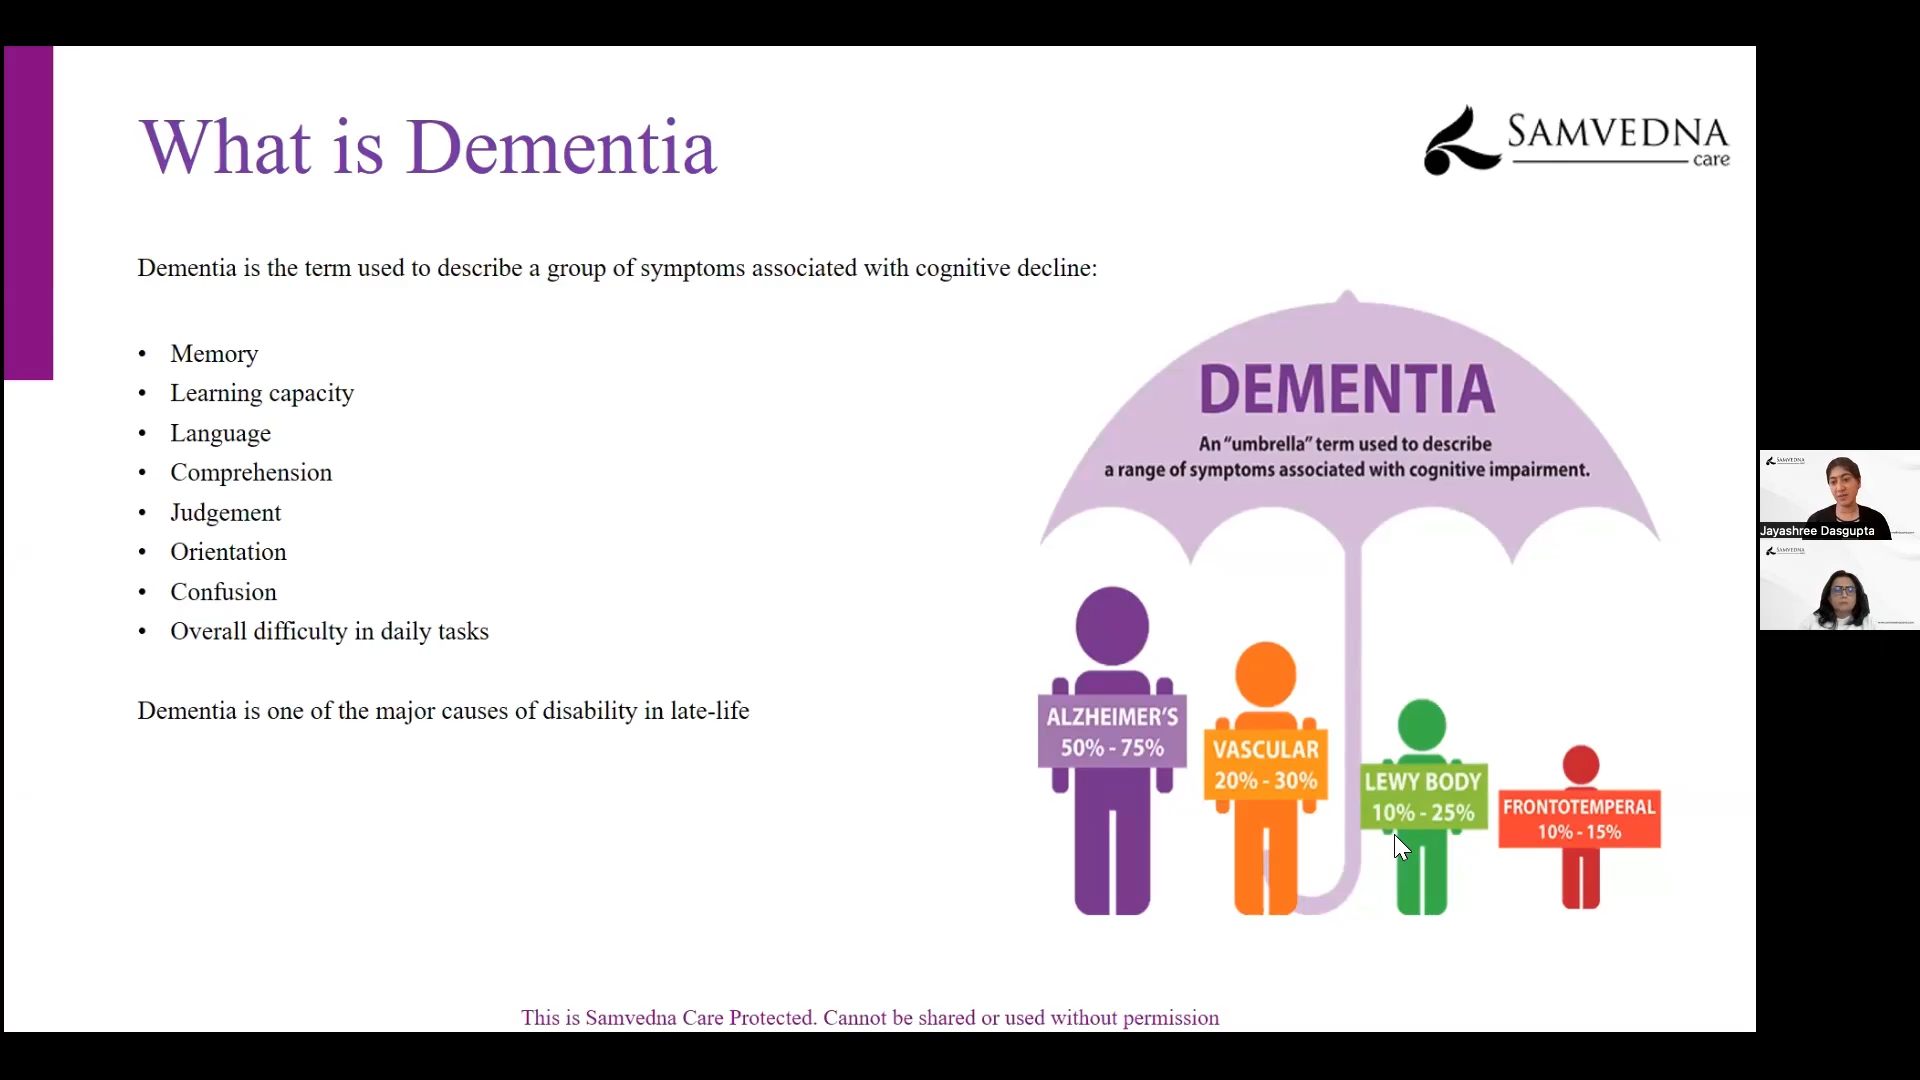 What is Dementia
SAMVEDNA
care
Dementia is the term used to describe a group of symptoms associated with cognitive decline:
• Memory
• Learning capacity
• Language
• Comprehension
• Judgement
• Orientation
• Confusion
• Overall difficulty in daily tasks
Dementia is one of the major causes of disability in late-life
DEMENTIA
An “umbrella” term used to describe
a range of symptoms associated with cognitive impairment.
ALZHEIMER'S
50% - 75%
VASCULAR
20% - 30%
LEWY BODY
10% - 25%
FRONTOTEMPERAL
10% - 15%
This is Samvedna Care Protected. Cannot be shared or used without permission
SAMVEDNA
Jayashree Dasgupta
SAMVEDNA